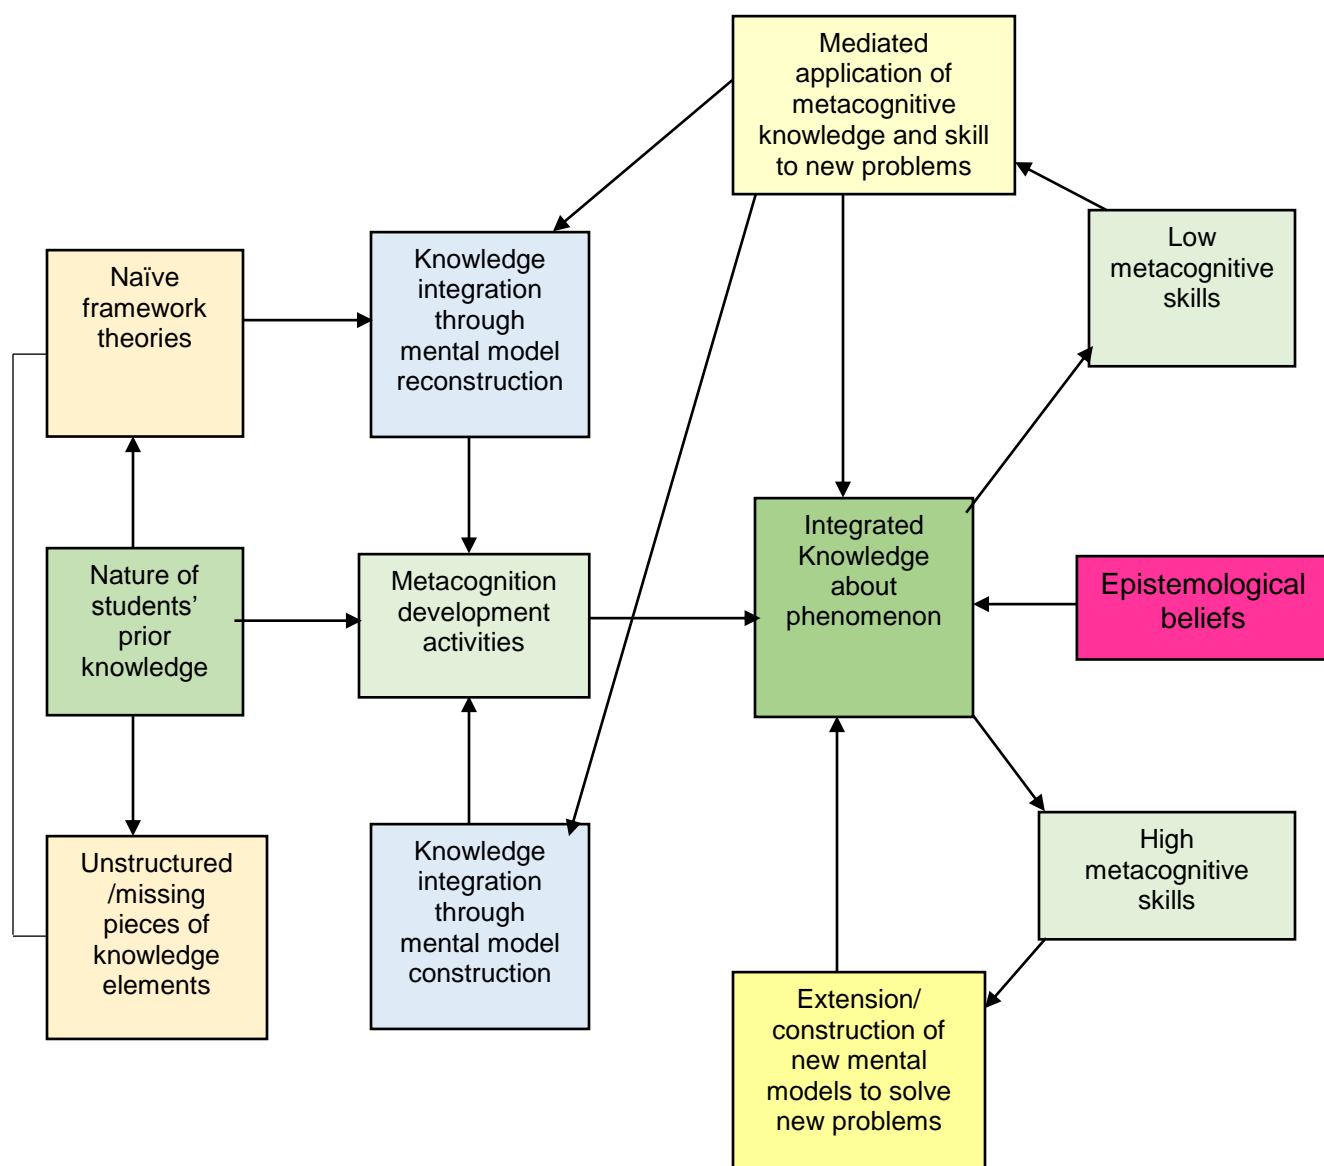 Mediated
application of
metacognitive
knowledge and skill
to new problems
Low
metacognitive
skills
Naïve
framework
theories
Knowledge
integration
through
mental model
reconstruction
Nature of
students’
prior
knowledge
Metacognition
development
activities
Integrated
Knowledge
about
phenomenon
Epistemological
beliefs
Unstructured
/missing
pieces of
knowledge
elements
Knowledge
integration
through
mental model
construction
High
metacognitive
skills
Extension/
construction of
new mental
models to solve
new problems